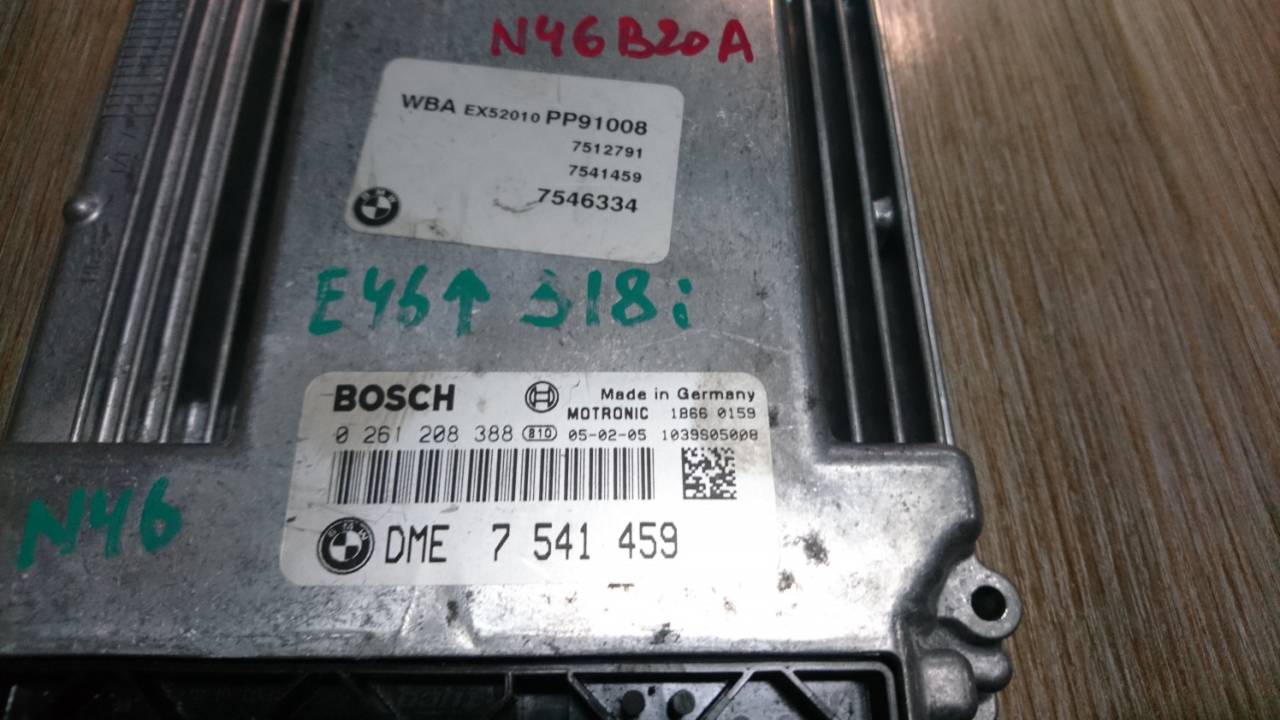 N46B20A
WBA EX52010 PP91008
7512791
7541459
7546334
E46↑ 318i
BOSCH Made in Germany
MOTRONIC 1866 0159
0 261 208 388 B10 05-02-05 1039S05008
N46
DME 7 541 459